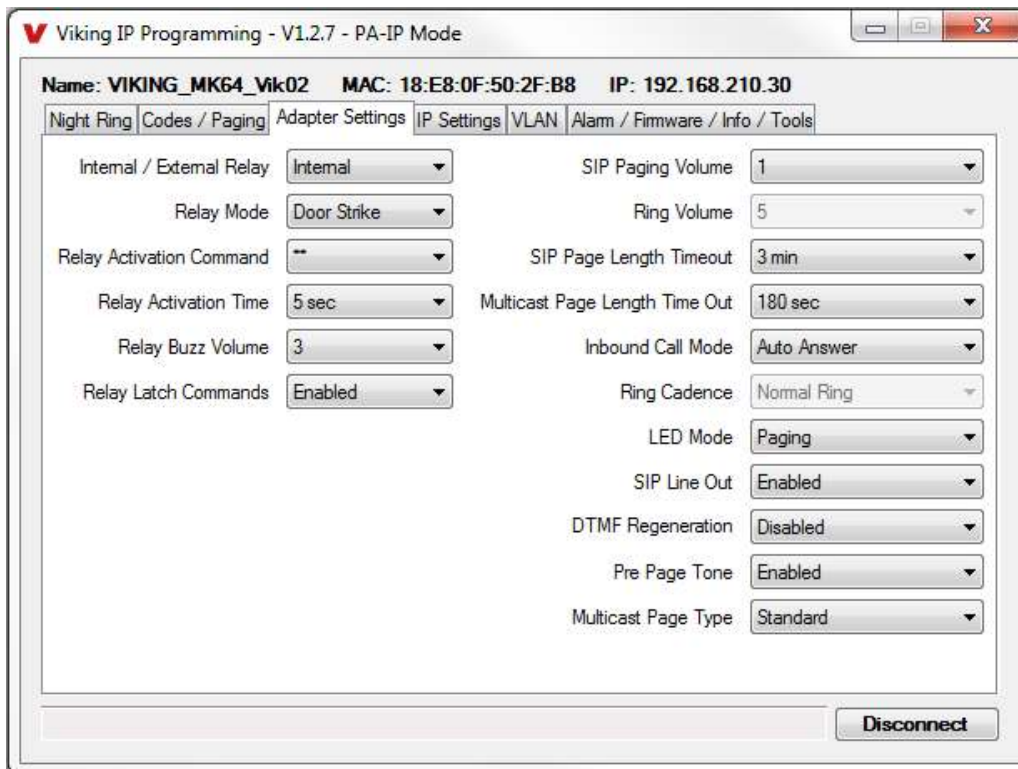 Viking IP Programming - V1.2.7 - PA-IP Mode
Name: VIKING_MK64_Vik02 MAC: 18:E8:0F:50:2F:B8 IP: 192.168.210.30
Night Ring Codes / Paging Adapter Settings IP Settings VLAN Alarm / Firmware / Info / Tools
Internal / External Relay Internal
Relay Mode Door Strike
Relay Activation Command **
Relay Activation Time 5 sec
Relay Buzz Volume 3
Relay Latch Commands Enabled
SIP Paging Volume 1
Ring Volume 5
SIP Page Length Timeout 3 min
Multicast Page Length Time Out 180 sec
Inbound Call Mode Auto Answer
Ring Cadence Normal Ring
LED Mode Paging
SIP Line Out Enabled
DTMF Regeneration Disabled
Pre Page Tone Enabled
Multicast Page Type Standard
Disconnect